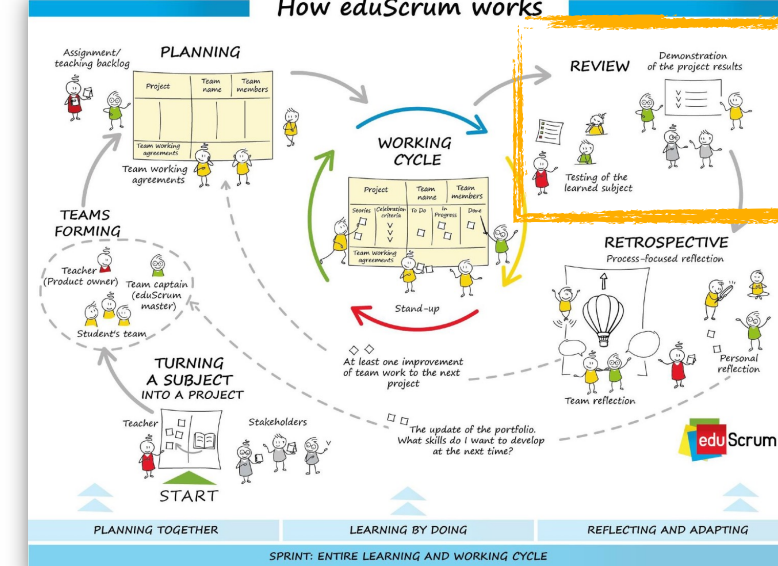 How eduScrum works
Assignment/
teaching backlog
PLANNING
Project
Team
name
Team
members
Team Working
agreements
Team Working
agreements
TEAMS
FORMING
Teacher
(Product owner)
Team captain
(eduScrum
master)
Student's team
TURNING
A SUBJECT
INTO A PROJECT
Teacher
Stakeholders
START
WORKING
CYCLE
Project
Team
name
Team
members
Stories
Celebration
criteria
To Do
In
Progress
Done
Team Working
agreements
Stand-up
At least one improvement
of team work to the next
project
The update of the portfolio.
What skills do I want to develop
at the next time?
REVIEW
Demonstration
of the project results
Testing of the
learned subject
RETROSPECTIVE
Process-focused reflection
Team reflection
Personal
reflection
eduScrum
PLANNING TOGETHER
LEARNING BY DOING
REFLECTING AND ADAPTING
SPRINT: ENTIRE LEARNING AND WORKING CYCLE